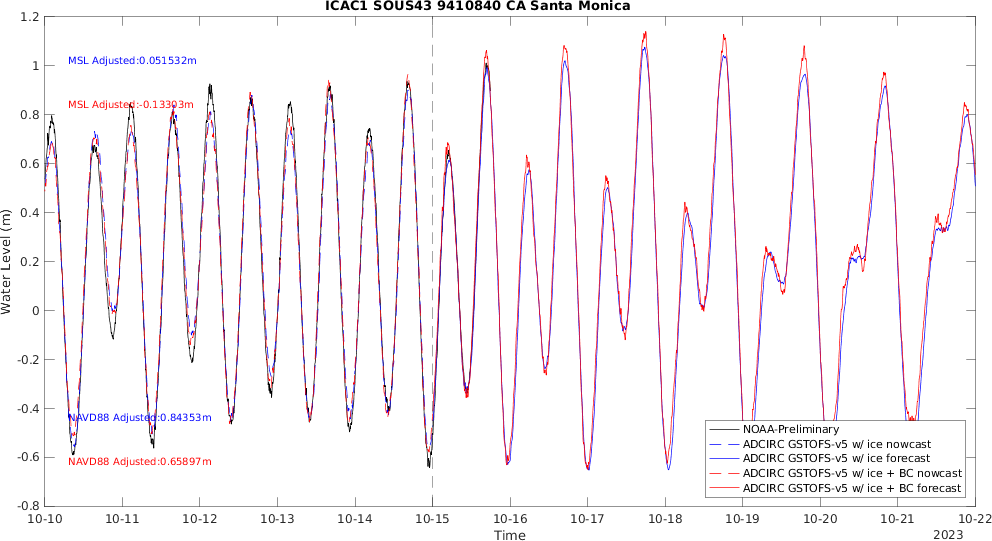 ICAC1 SOUS43 9410840 CA Santa Monica
1.2
1
0.8
0.6
0.4
0.2
0
-0.2
-0.4
-0.6
-0.8
Water Level (m)
MSL Adjusted:0.051532m
MSL Adjusted:-0.13303m
NAVD88 Adjusted:0.84353m
NAVD88 Adjusted:0.65897m
NOAA-Preliminary
ADCIRC GSTOFS-v5 w/ ice nowcast
ADCIRC GSTOFS-v5 w/ ice forecast
ADCIRC GSTOFS-v5 w/ ice + BC nowcast
ADCIRC GSTOFS-v5 w/ ice + BC forecast
10-10 10-11 10-12 10-13 10-14 10-15 10-16 10-17 10-18 10-19 10-20 10-21 10-22
Time
2023